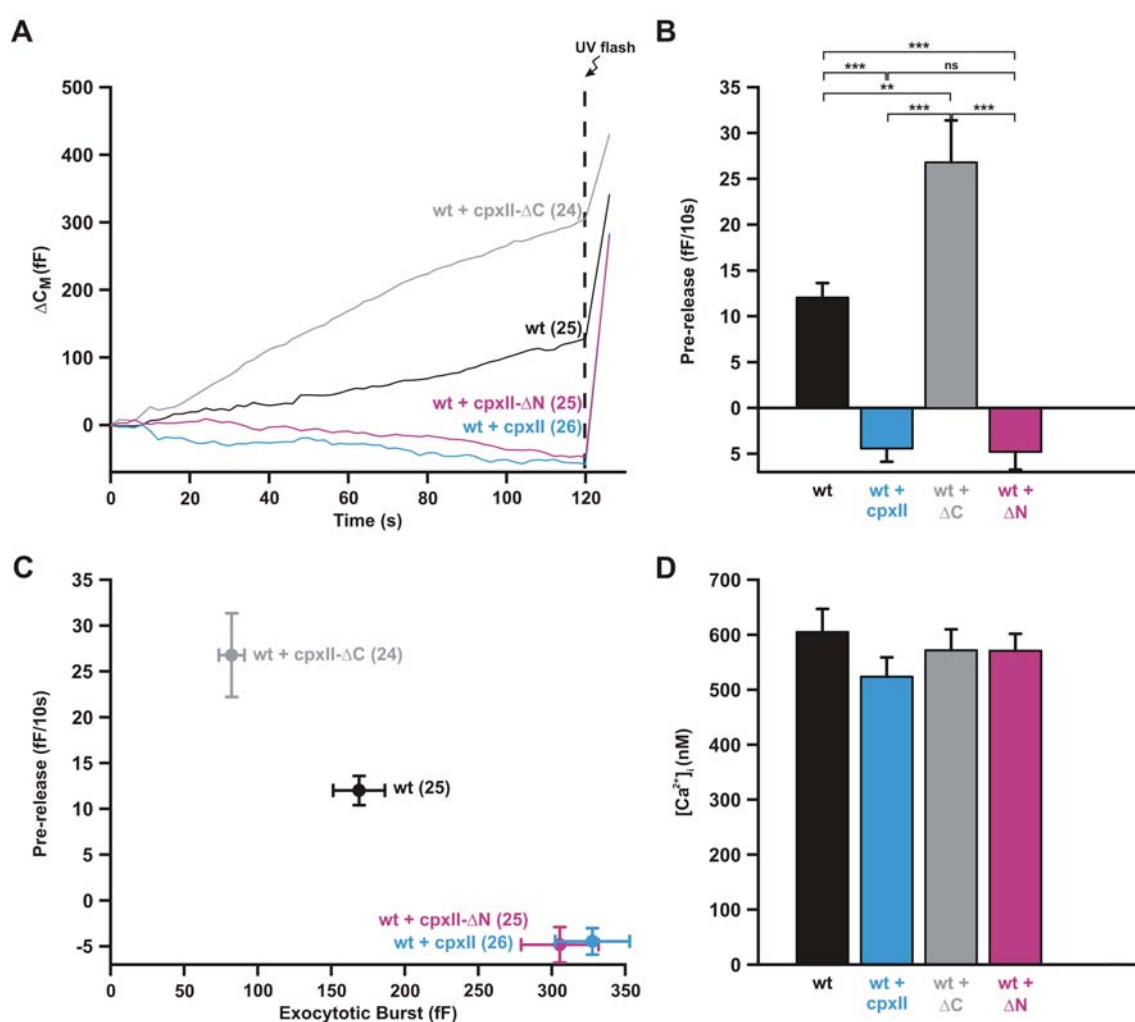 A
UV flash
500
400
300
200
100
0
ΔC_M (fF)
wt + cpxII-ΔC (24)
wt (25)
wt + cpxII-ΔN (25)
wt + cpxII (26)
0 20 40 60 80 100 120
Time (s)
B
***
*** ns
**
*** ***
35
30
25
20
15
10
5
0
5
Pre-release (fF/10s)
wt
wt +
cpxII
wt +
ΔC
wt +
ΔN
C
35
30
25
20
15
10
5
0
-5
Pre-release (fF/10s)
wt + cpxII-ΔC (24)
wt (25)
wt + cpxII-ΔN (25)
wt + cpxII (26)
0 50 100 150 200 250 300 350
Exocytotic Burst (fF)
D
700
600
500
400
300
200
100
0
[Ca²⁺]ᵢ (nM)
wt
wt +
cpxII
wt +
ΔC
wt +
ΔN